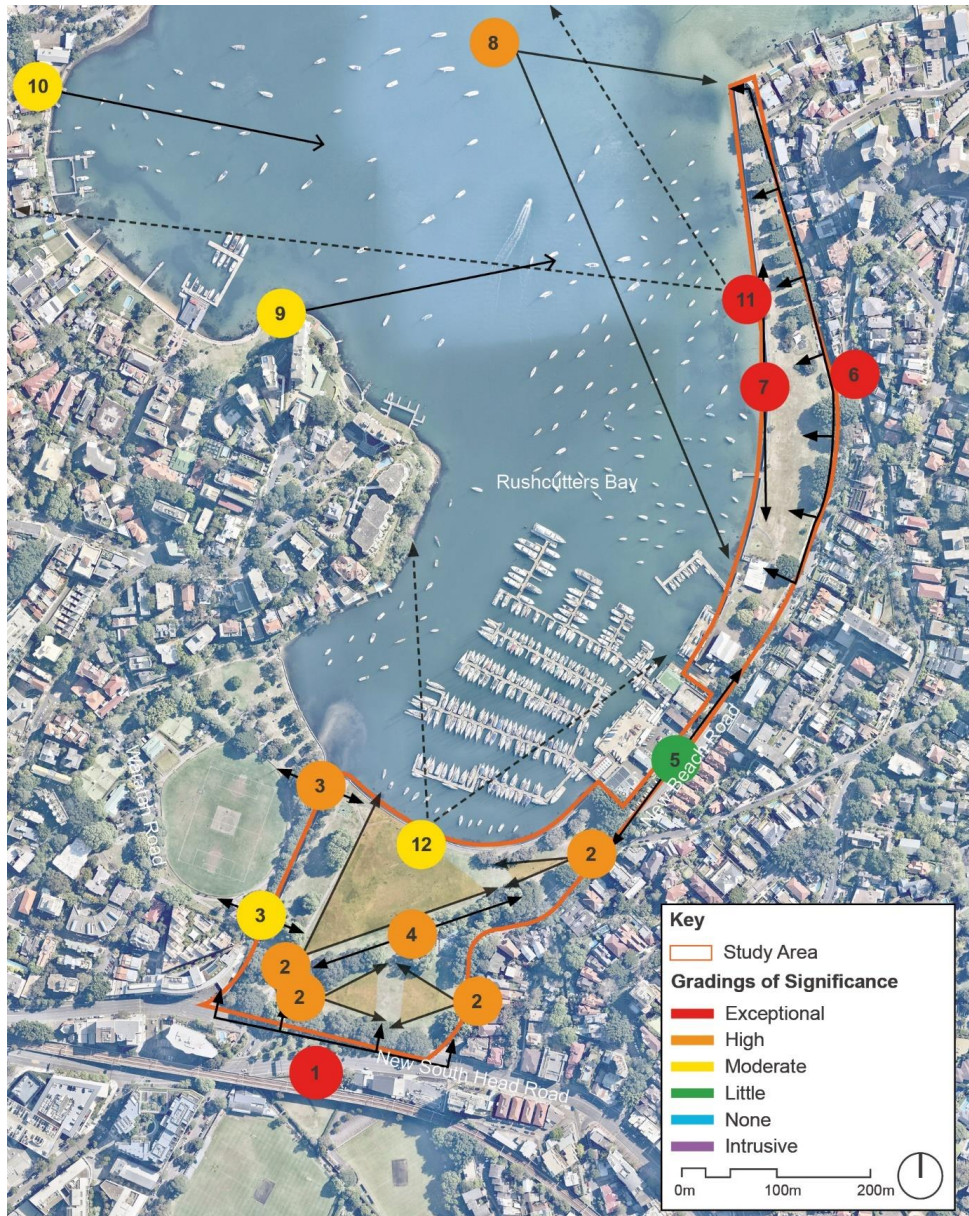 8
10
11
9
6
7
Rushcutters Bay
5
New Beach Road
3
12
2
3
4
2
2
2
1
New South Head Road
Key
Study Area
Gradings of Significance
Exceptional
High
Moderate
Little
None
Intrusive
0m 100m 200m